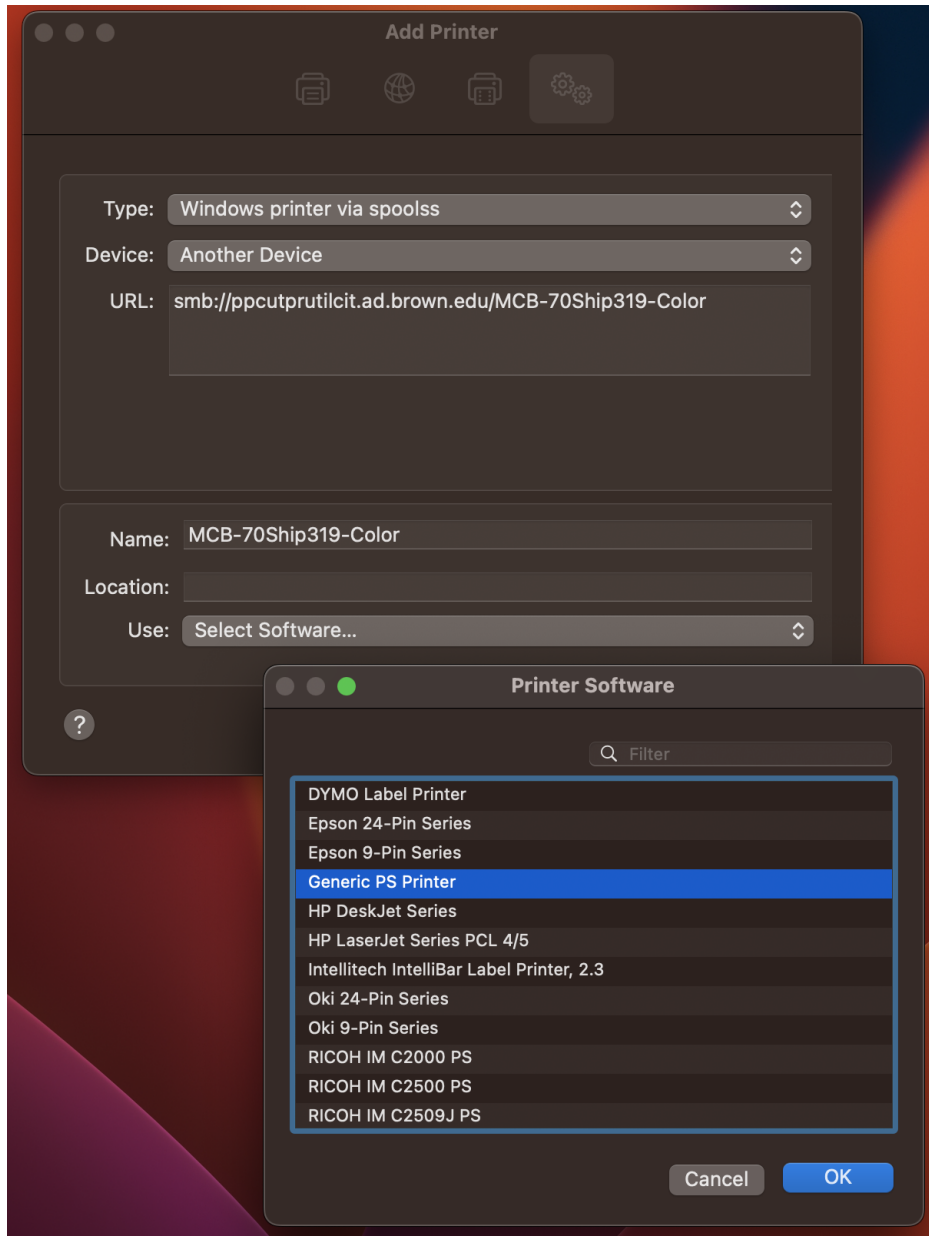 Add Printer
Type: Windows printer via spoolss
Device: Another Device
URL: smb://ppcutprutilcit.ad.brown.edu/MCB-70Ship319-Color
Name: MCB-70Ship319-Color
Location:
Use: Select Software...
?
Printer Software
Filter
DYMO Label Printer
Epson 24-Pin Series
Epson 9-Pin Series
Generic PS Printer
HP DeskJet Series
HP LaserJet Series PCL 4/5
Intellitech IntelliBar Label Printer, 2.3
Oki 24-Pin Series
Oki 9-Pin Series
RICOH IM C2000 PS
RICOH IM C2500 PS
RICOH IM C2509J PS
Cancel OK